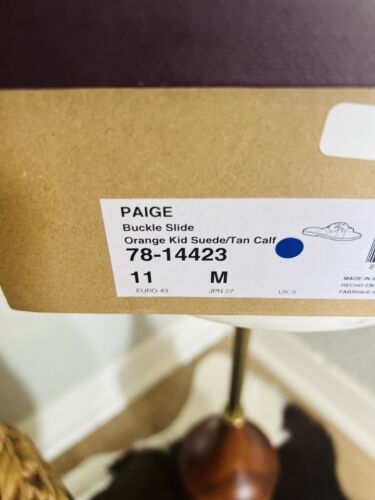 PAIGE
Buckle Slide
Orange Kid Suede/Tan Calf
78-14423
11 M
EURO 43 JPN 27 UK 9
MADE IN
HECHO EN
FABRIQUE